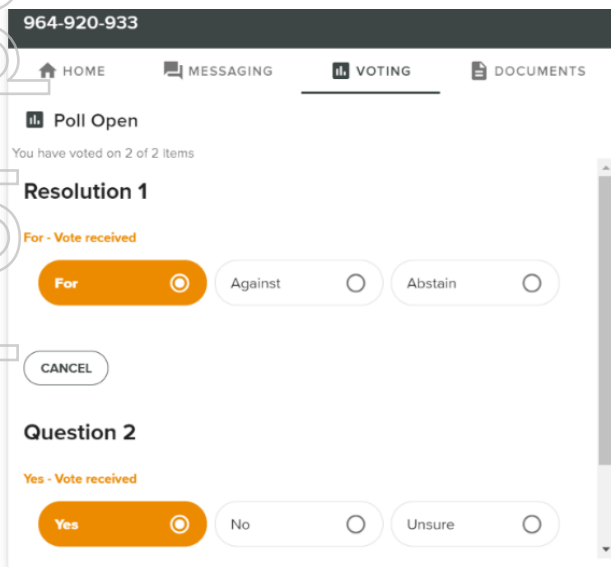 964-920-933
HOME MESSAGING VOTING DOCUMENTS
Poll Open
You have voted on 2 of 2 items
Resolution 1
For - Vote received
For Against Abstain
CANCEL
Question 2
Yes - Vote received
Yes No Unsure